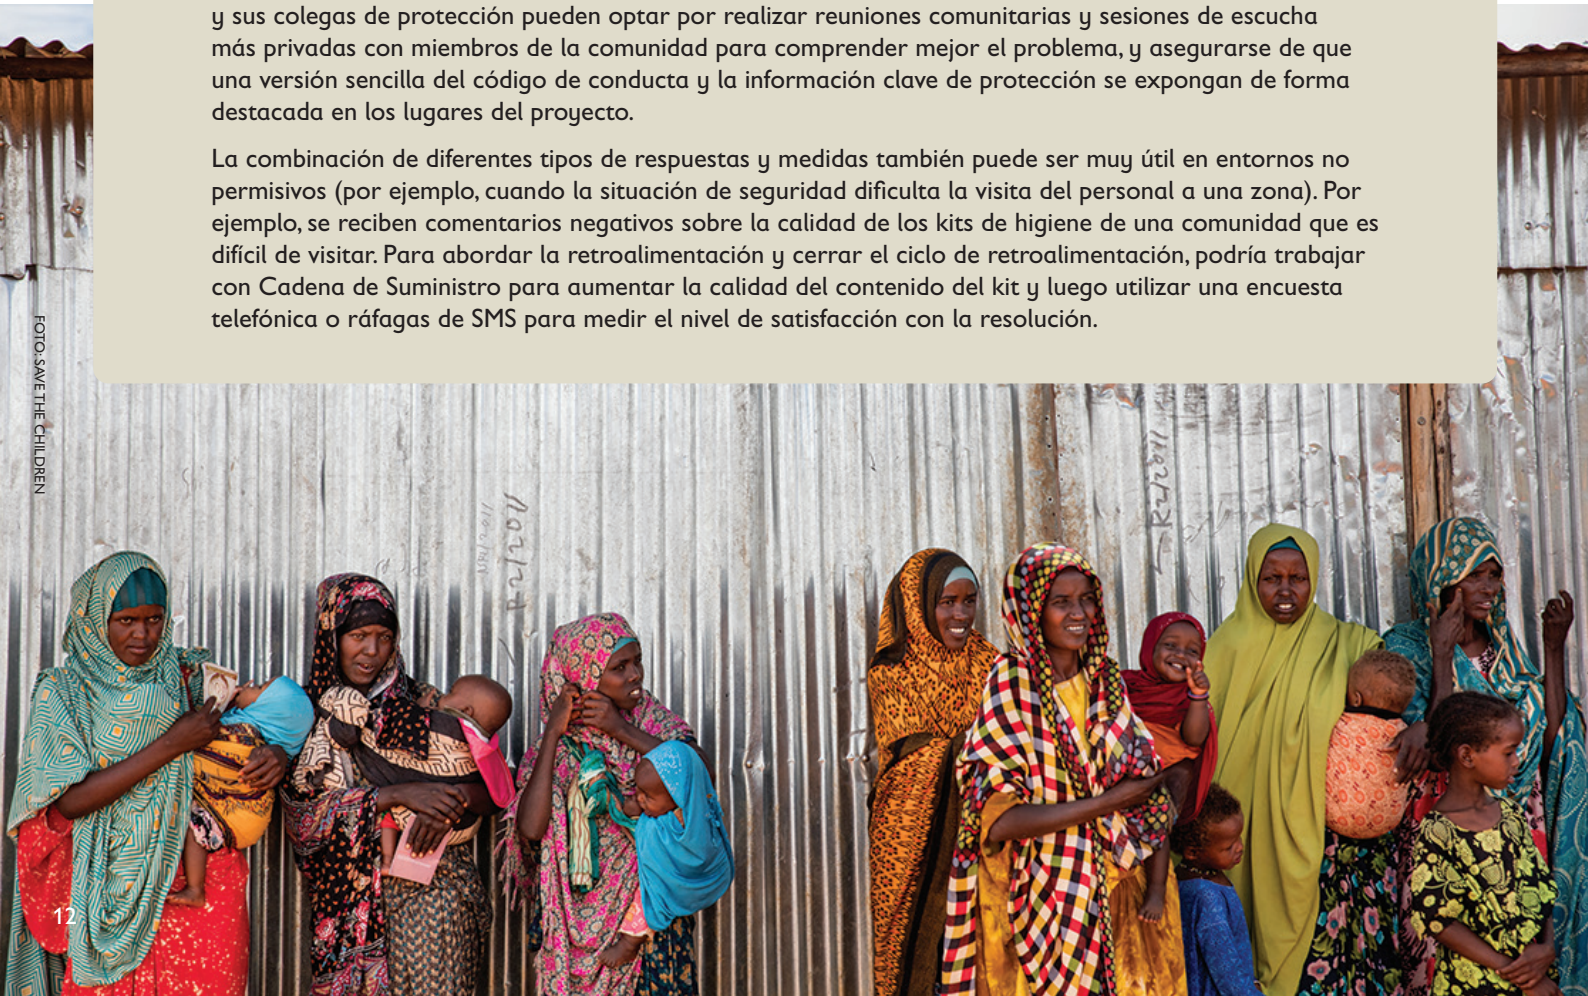 y sus colegas de protección pueden optar por realizar reuniones comunitarias y sesiones de escucha
más privadas con miembros de la comunidad para comprender mejor el problema, y asegurarse de que
una versión sencilla del código de conducta y la información clave de protección se expongan de forma
destacada en los lugares del proyecto.
La combinación de diferentes tipos de respuestas y medidas también puede ser muy útil en entornos no
permisivos (por ejemplo, cuando la situación de seguridad dificulta la visita del personal a una zona). Por
ejemplo, se reciben comentarios negativos sobre la calidad de los kits de higiene de una comunidad que es
difícil de visitar. Para abordar la retroalimentación y cerrar el ciclo de retroalimentación, podría trabajar
con Cadena de Suministro para aumentar la calidad del contenido del kit y luego utilizar una encuesta
telefónica o ráfagas de SMS para medir el nivel de satisfacción con la resolución.
FOTO: SAVE THE CHILDREN
12